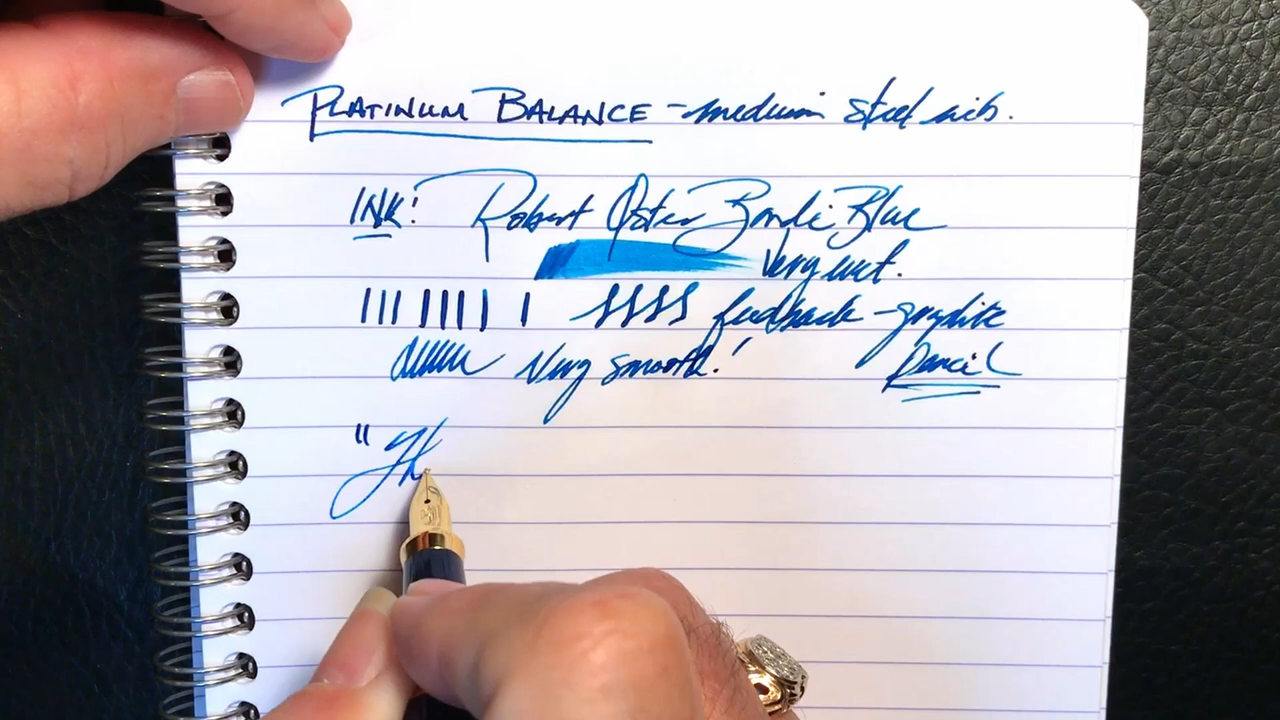 PLATINUM BALANCE - medium steel nib.
INK: Robert Oster Bondi Blue
Very wet.
feedback - graphite
Very smooth! Pencil
"Th